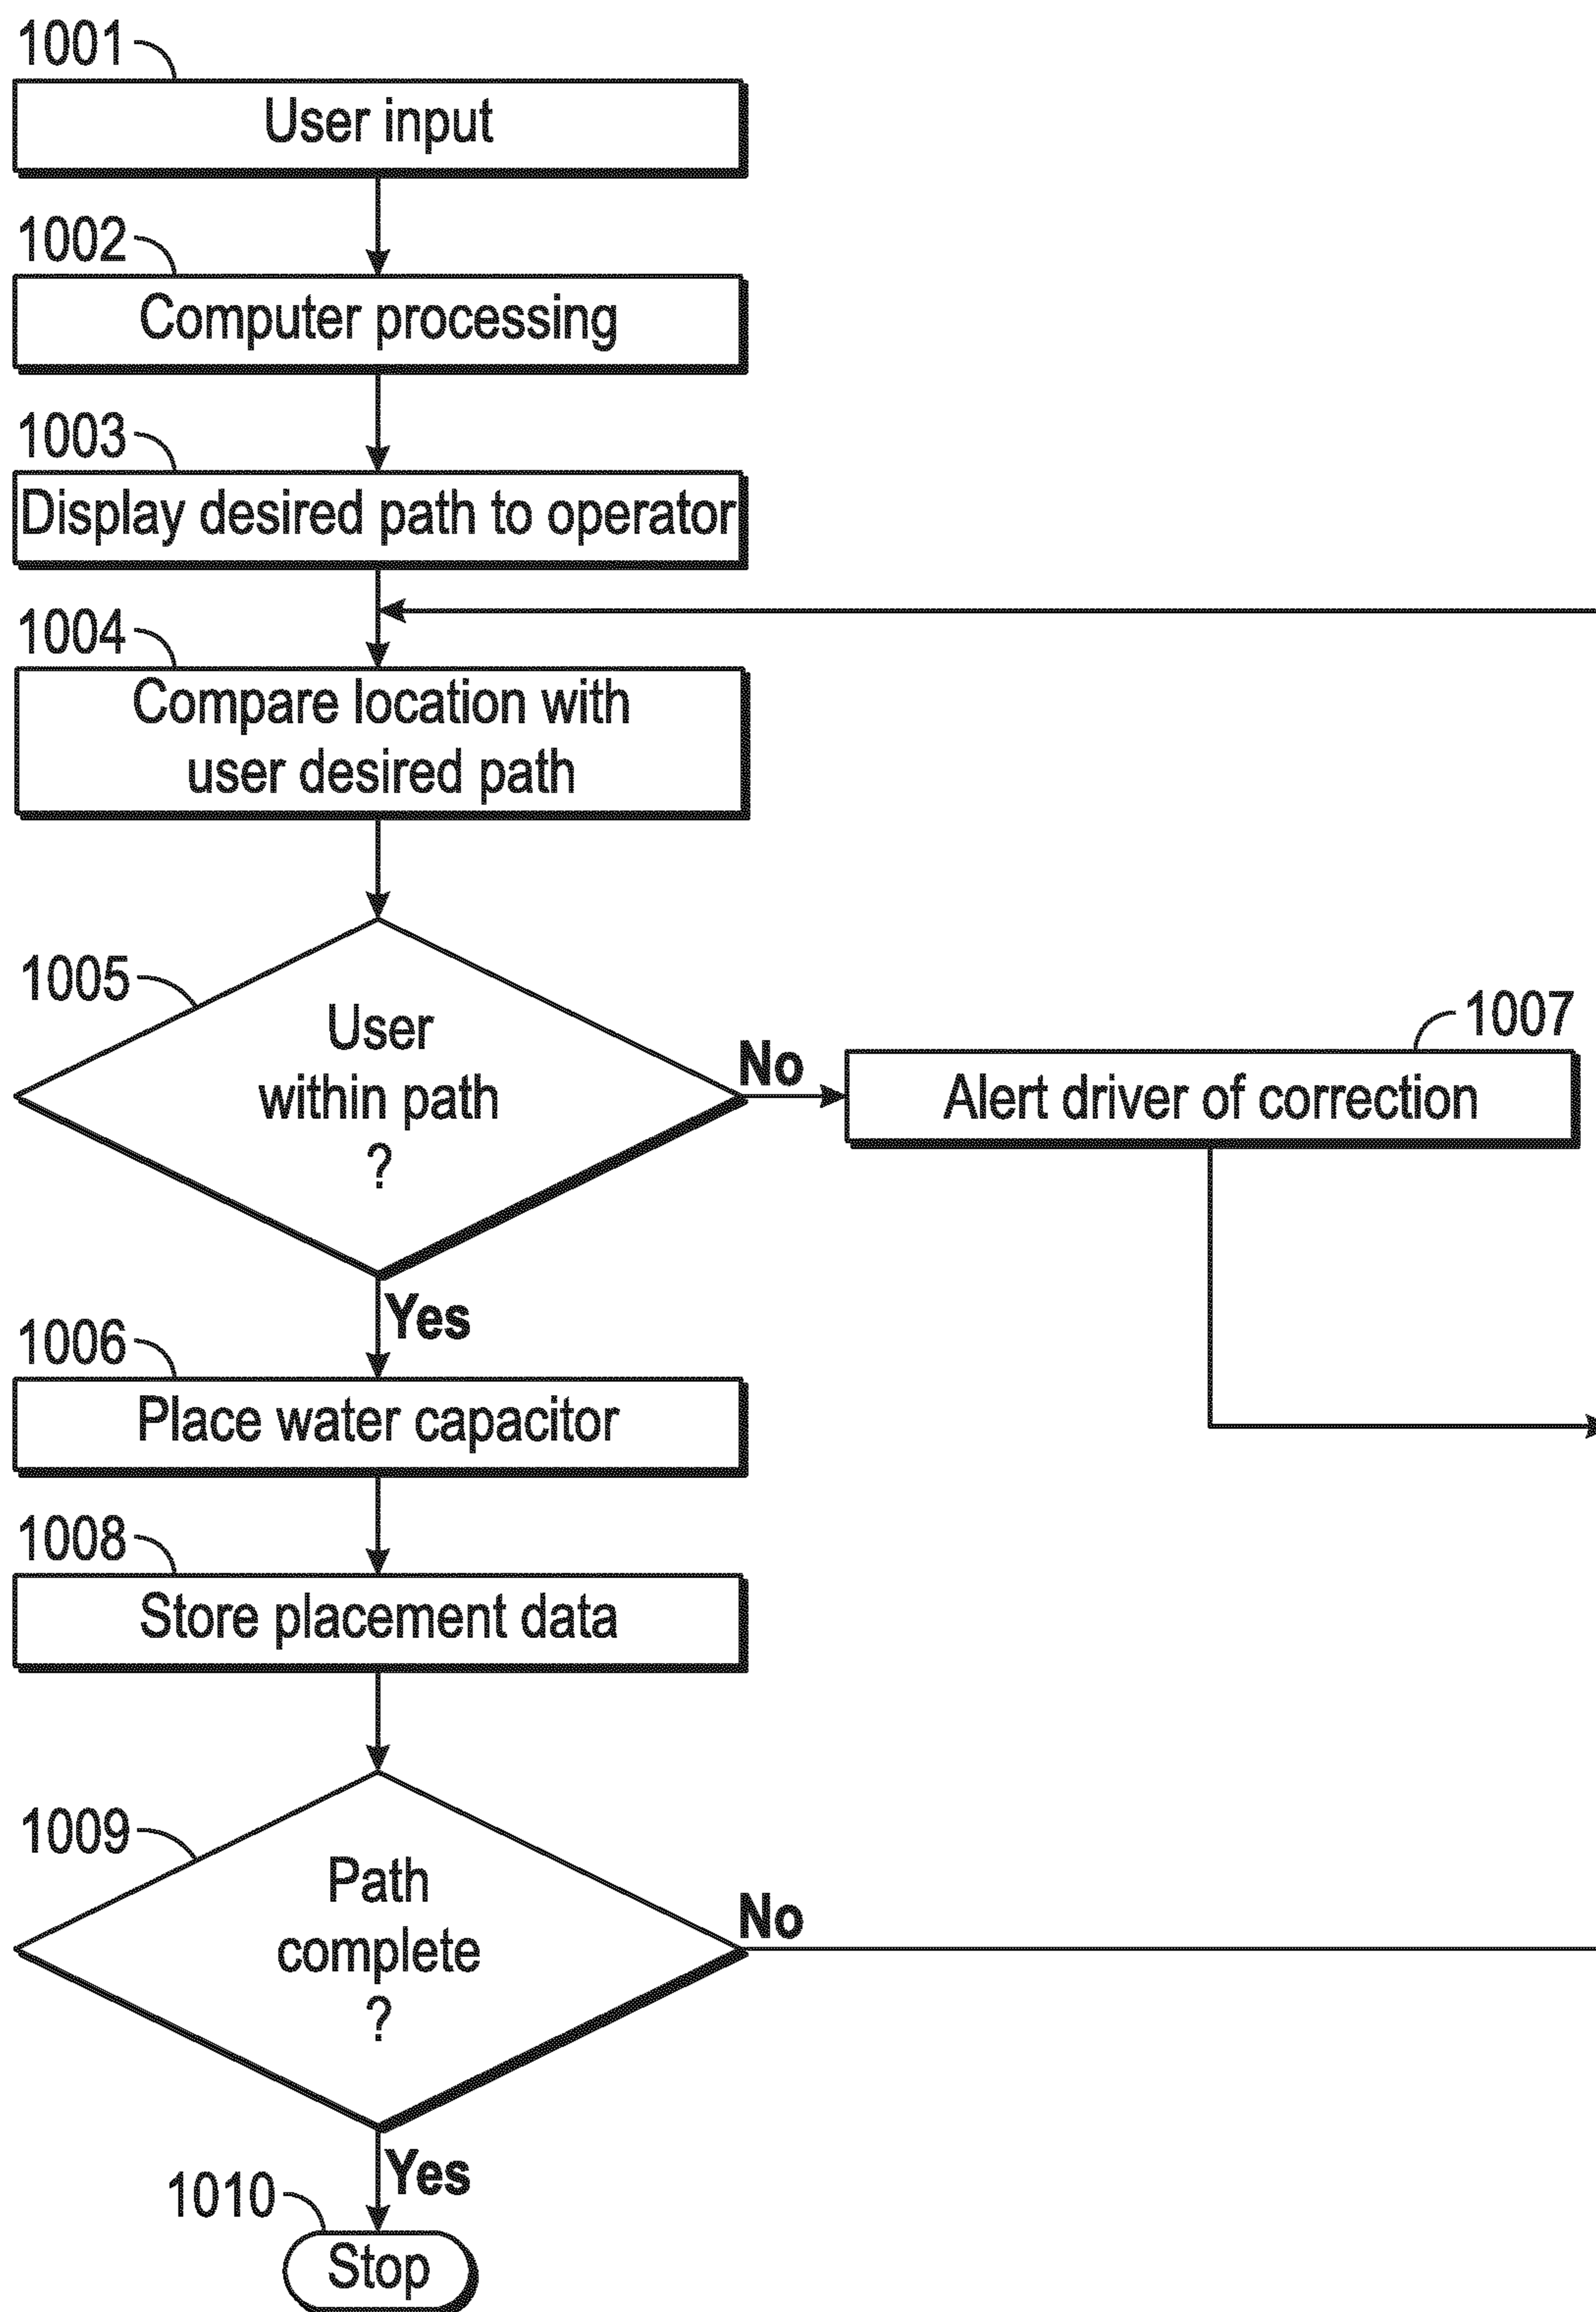 1001
User input
1002
Computer processing
1003
Display desired path to operator
1004
Compare location with
user desired path
1005
User
within path
?
No
1007
Alert driver of correction
Yes
1006
Place water capacitor
1008
Store placement data
1009
Path
complete
?
No
Yes
1010
Stop